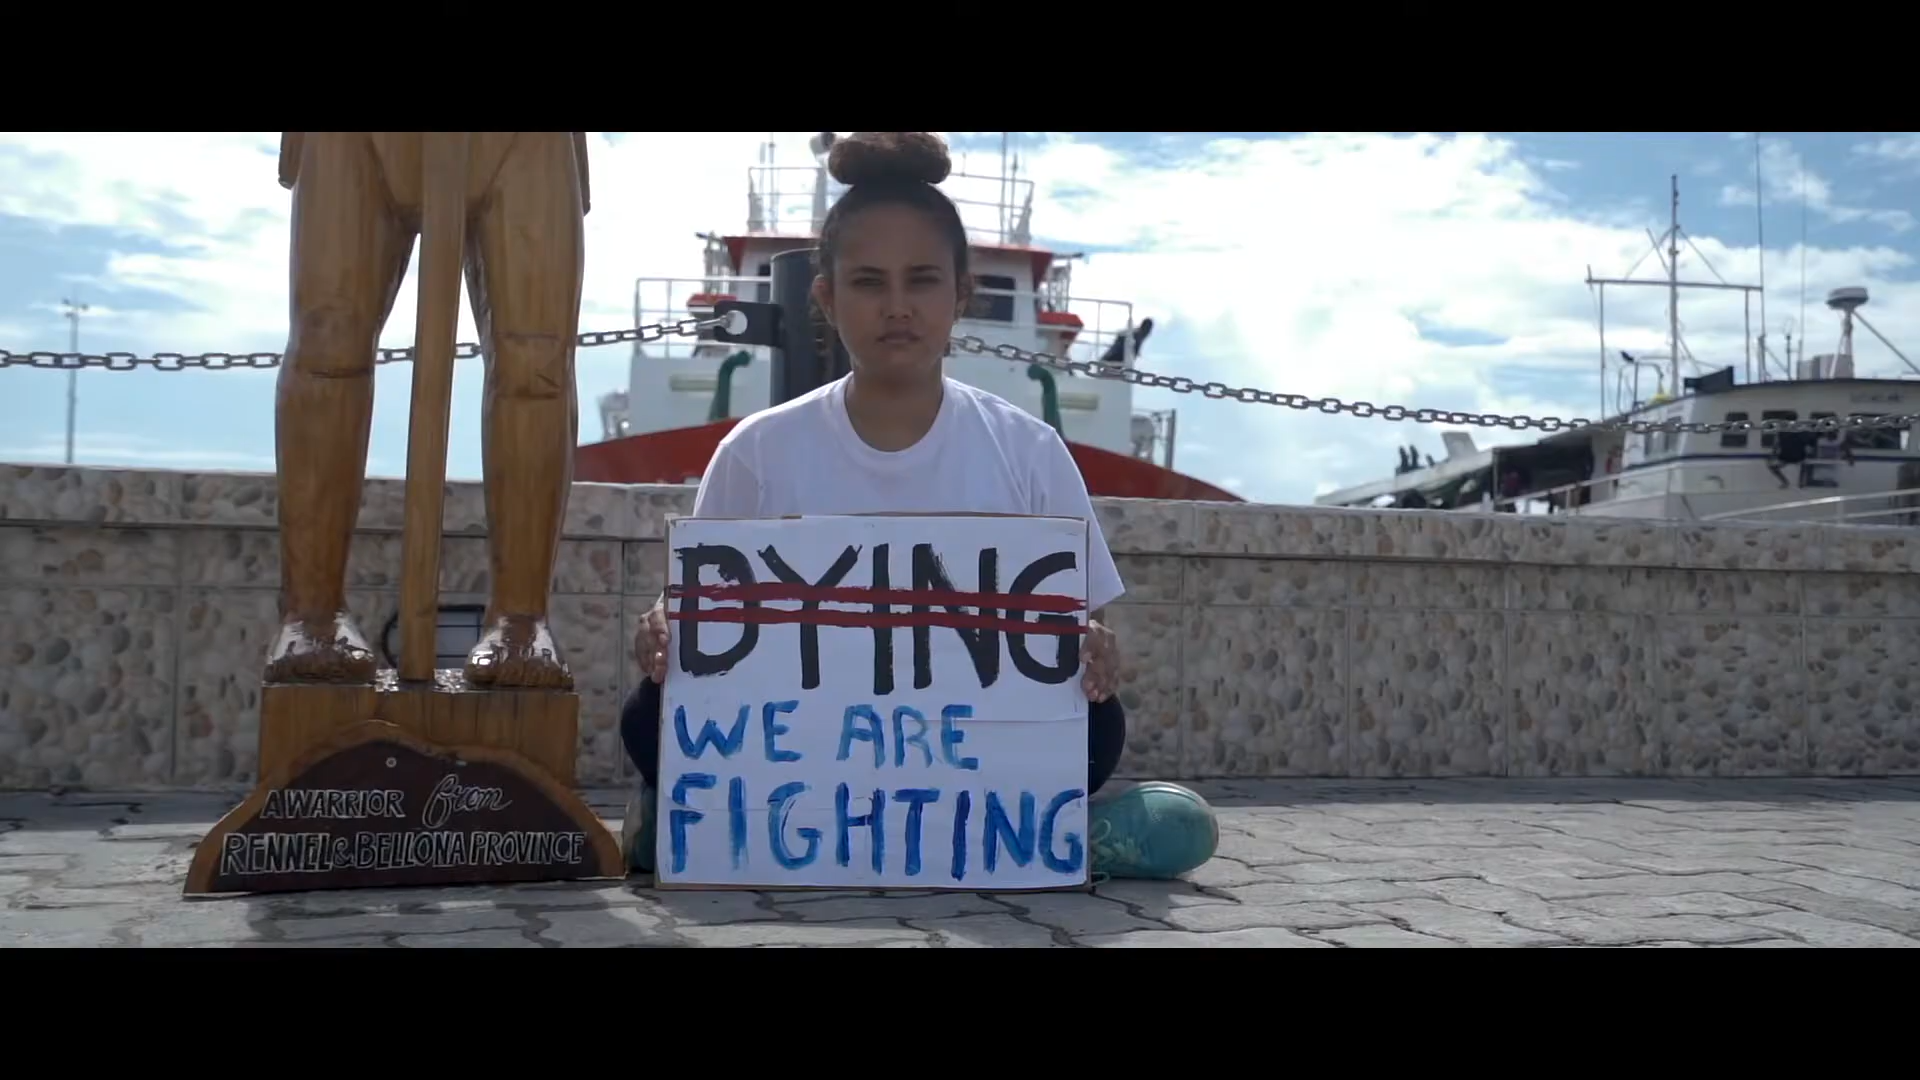 DYING
WE ARE
FIGHTING
A WARRIOR from
RENNEL & BELLONA PROVINCE